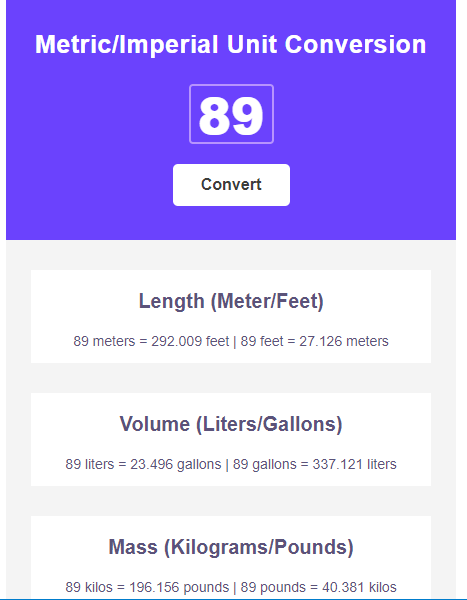 Metric/Imperial Unit Conversion
89
Convert
Length (Meter/Feet)
89 meters = 292.009 feet | 89 feet = 27.126 meters
Volume (Liters/Gallons)
89 liters = 23.496 gallons | 89 gallons = 337.121 liters
Mass (Kilograms/Pounds)
89 kilos = 196.156 pounds | 89 pounds = 40.381 kilos